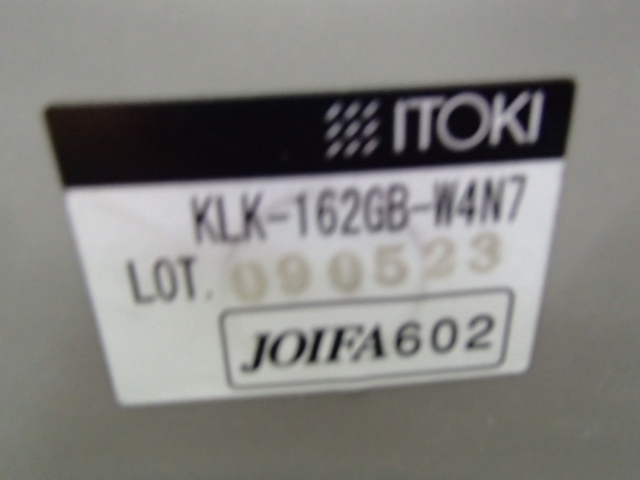 ITOKI
KLK-162GB-W4N7
LOT. 090523
JOIFA602